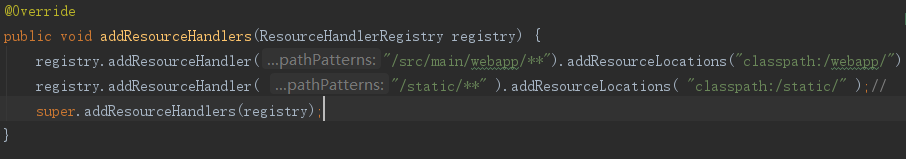 @Override
public void addResourceHandlers(ResourceHandlerRegistry registry) {
registry.addResourceHandler( ...pathPatterns: "/src/main/webapp/**").addResourceLocations("classpath:/webapp/")
registry.addResourceHandler( ...pathPatterns: "/static/**" ).addResourceLocations( "classpath:/static/" );//
super.addResourceHandlers(registry);
}